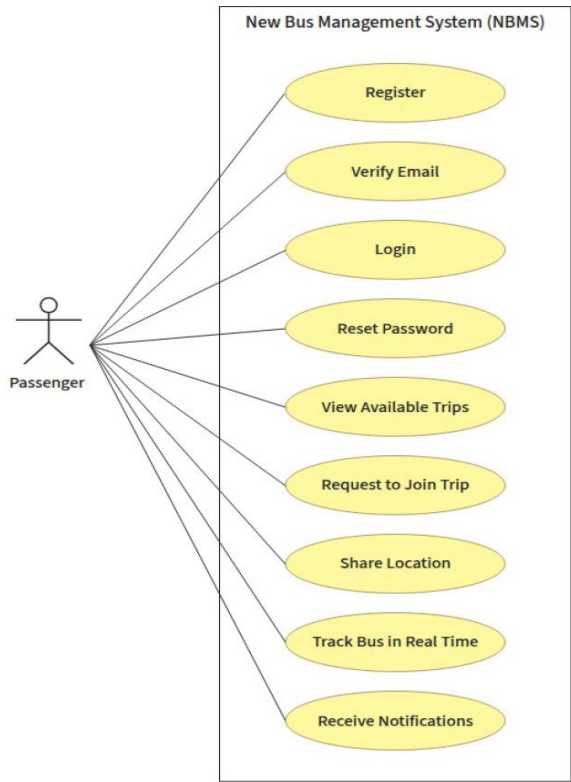 New Bus Management System (NBMS)
Register
Verify Email
Login
Reset Password
Passenger
View Available Trips
Request to Join Trip
Share Location
Track Bus in Real Time
Receive Notifications